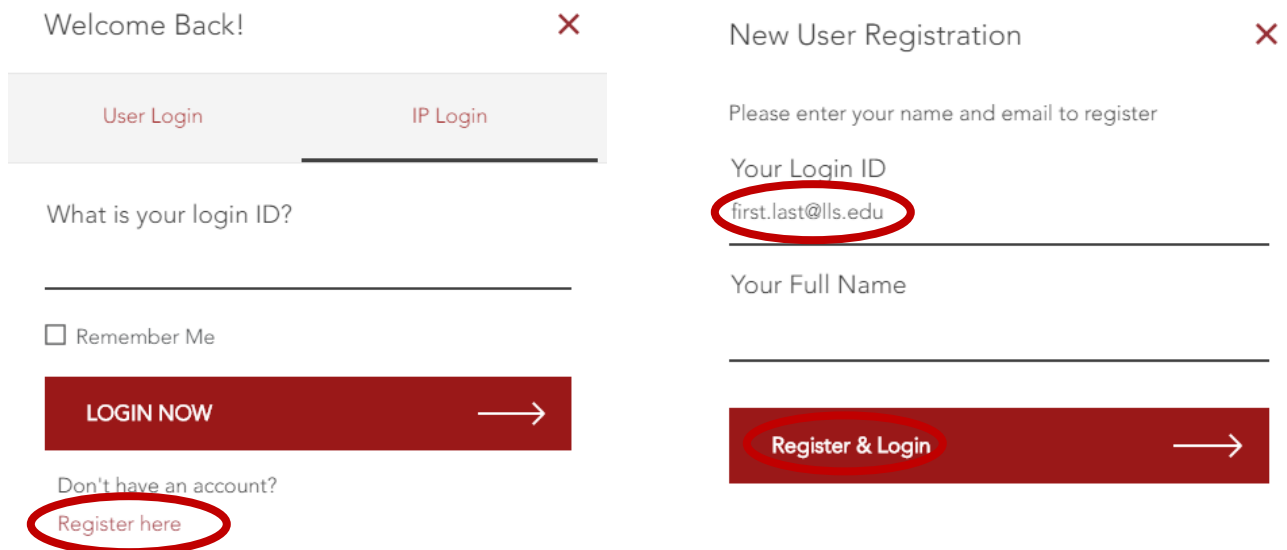 Welcome Back!
User Login
IP Login
What is your login ID?
Remember Me
LOGIN NOW
Don't have an account?
Register here
New User Registration
Please enter your name and email to register
Your Login ID
first.last@lls.edu
Your Full Name
Register & Login